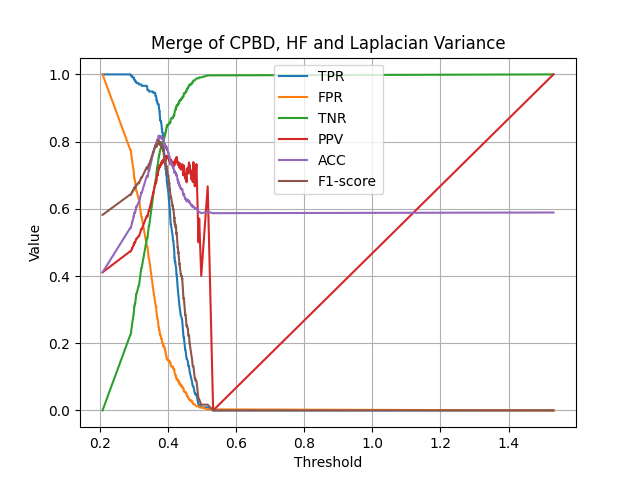 Merge of CPBD, HF and Laplacian Variance
TPR
FPR
TNR
PPV
ACC
F1-score
Value
1.0
0.8
0.6
0.4
0.2
0.0
0.2 0.4 0.6 0.8 1.0 1.2 1.4
Threshold